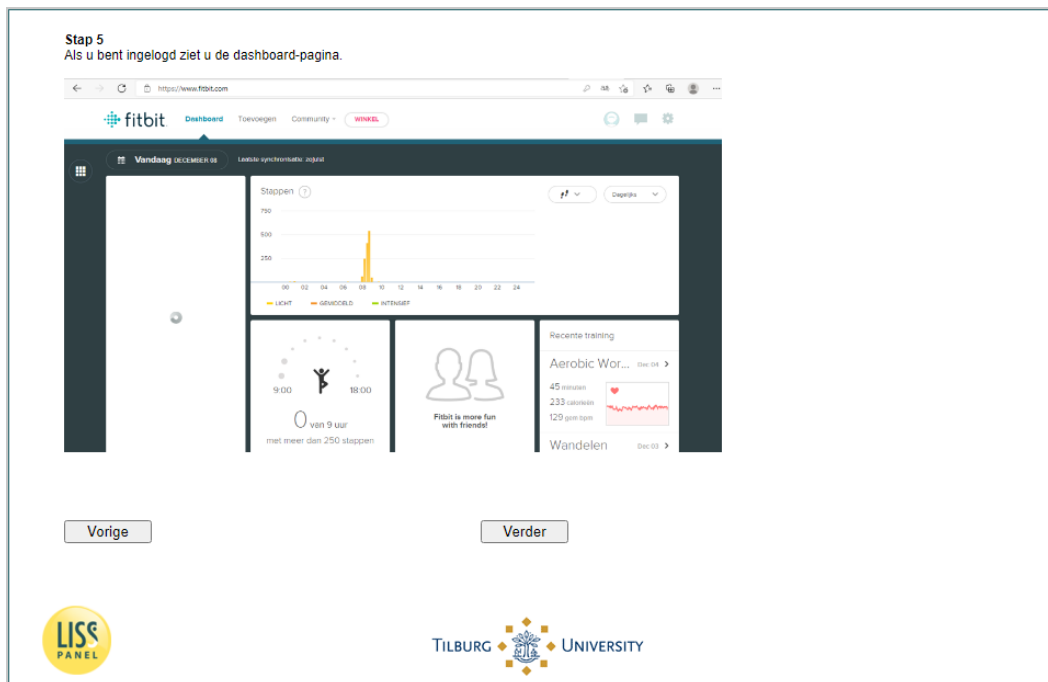 Stap 5
Als u bent ingelogd ziet u de dashboard-pagina.
https://www.fitbit.com
fitbit Dashboard Toevoegen Community WINKEL
Vandaag DECEMBER 08 Laatste synchronisatie: zojuist
Stappen ? Dagelijks
750
500
250
00 02 04 06 08 10 12 14 16 18 20 22 24
LICHT GEMIDDELD INTENSIEF
9:00 18:00
0 van 9 uur
met meer dan 250 stappen
Fitbit is more fun
with friends!
Recente training
Aerobic Wor... Dec 04
45 minuten
233 calorieën
129 gem bpm
Wandelen Dec 03
Vorige Verder
LISS
PANEL
TILBURG UNIVERSITY